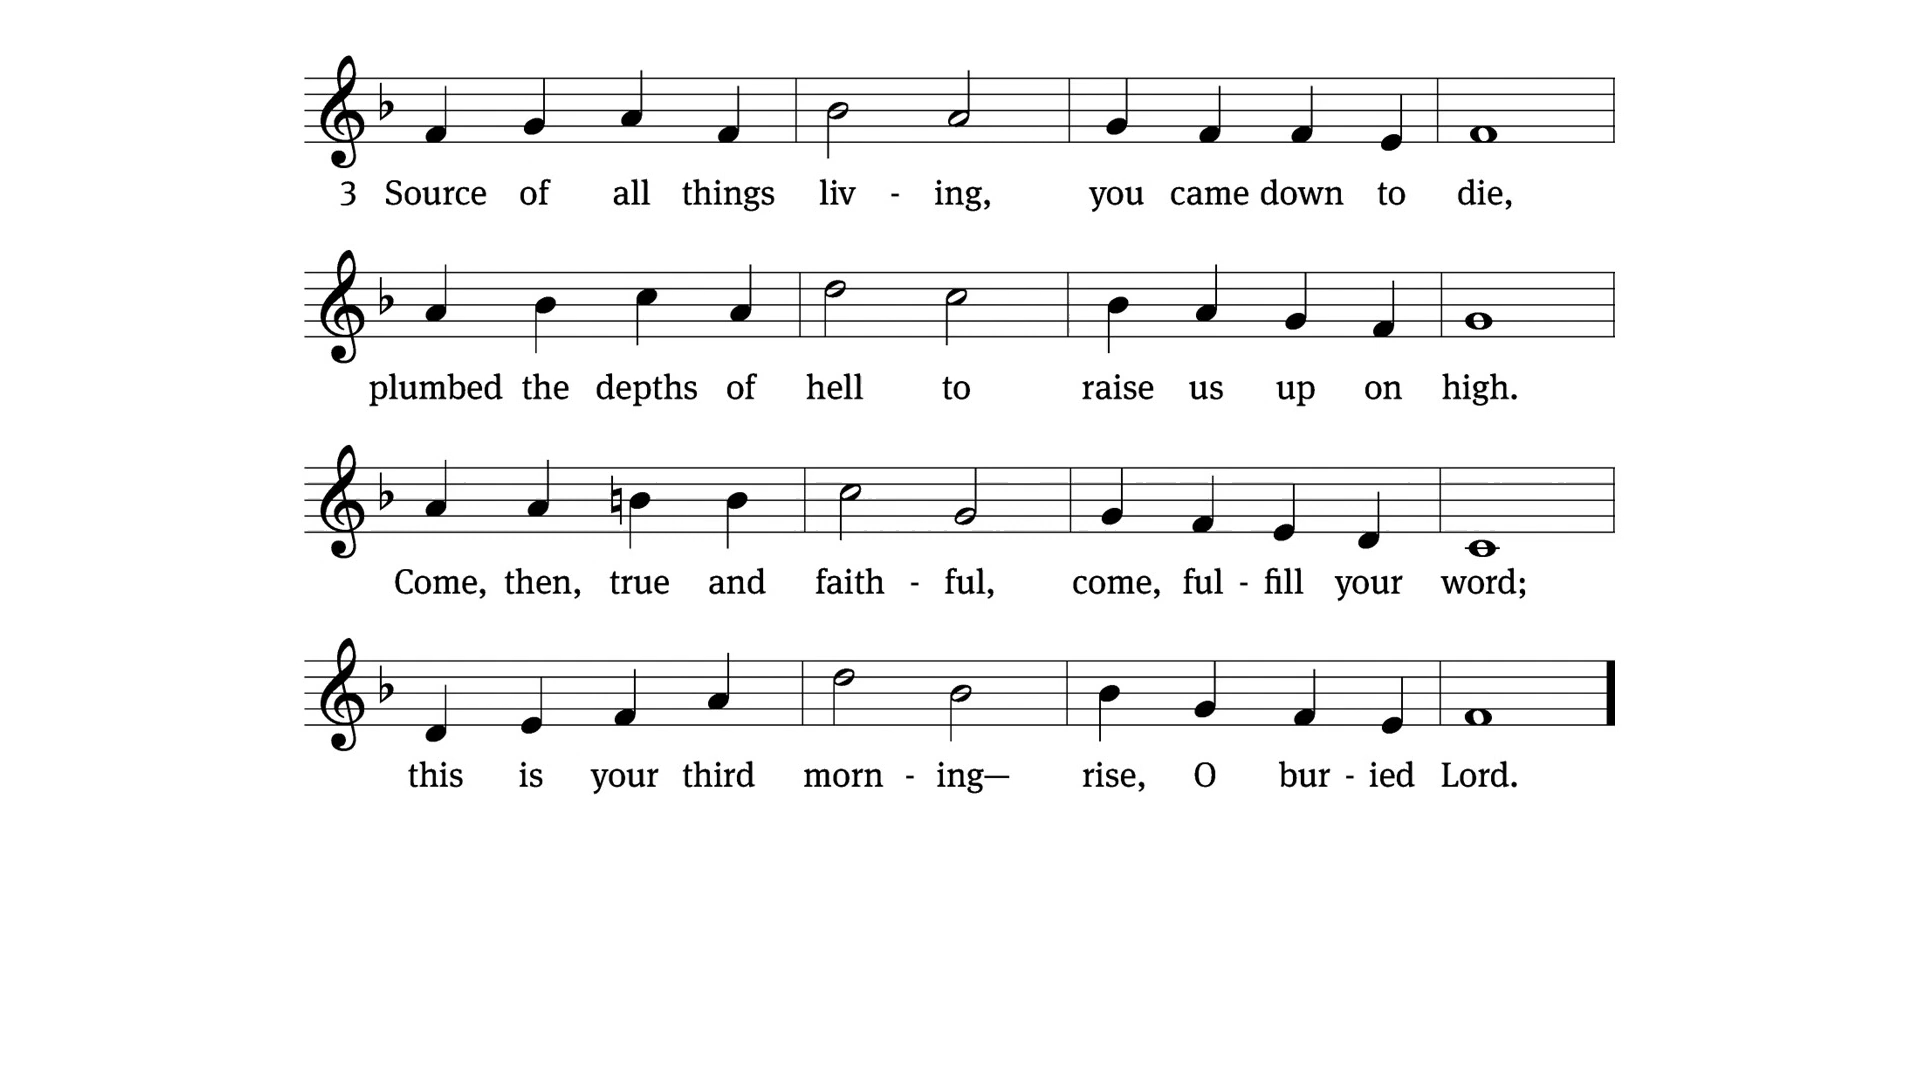 3 Source of all things liv - ing, you came down to die,
plumbed the depths of hell to raise us up on high.
Come, then, true and faith - ful, come, ful - fill your word;
this is your third morn - ing— rise, O bur - ied Lord.